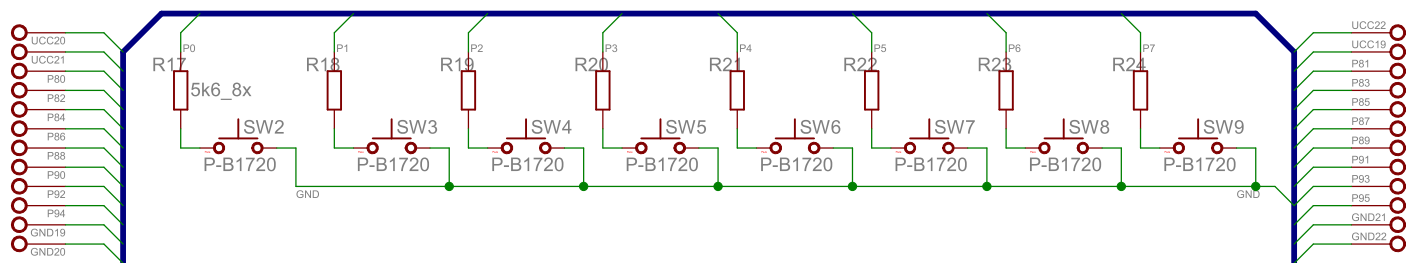 P0 P1 P2 P3 P4 P5 P6 P7
R17 R18 R19 R20 R21 R22 R23 R24
5k6_8x
SW2 SW3 SW4 SW5 SW6 SW7 SW8 SW9
P-B1720 P-B1720 P-B1720 P-B1720 P-B1720 P-B1720 P-B1720 P-B1720
GND GND
UCC20
UCC21
P80
P82
P84
P86
P88
P90
P92
P94
GND19
GND20
UCC22
UCC19
P81
P83
P85
P87
P89
P91
P93
P95
GND21
GND22